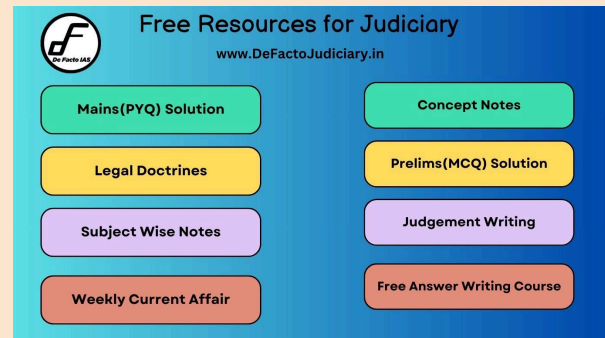 Free Resources for Judiciary
De Facto IAS
www.DeFactoJudiciary.in
Mains(PYQ) Solution
Concept Notes
Legal Doctrines
Prelims(MCQ) Solution
Subject Wise Notes
Judgement Writing
Weekly Current Affair
Free Answer Writing Course